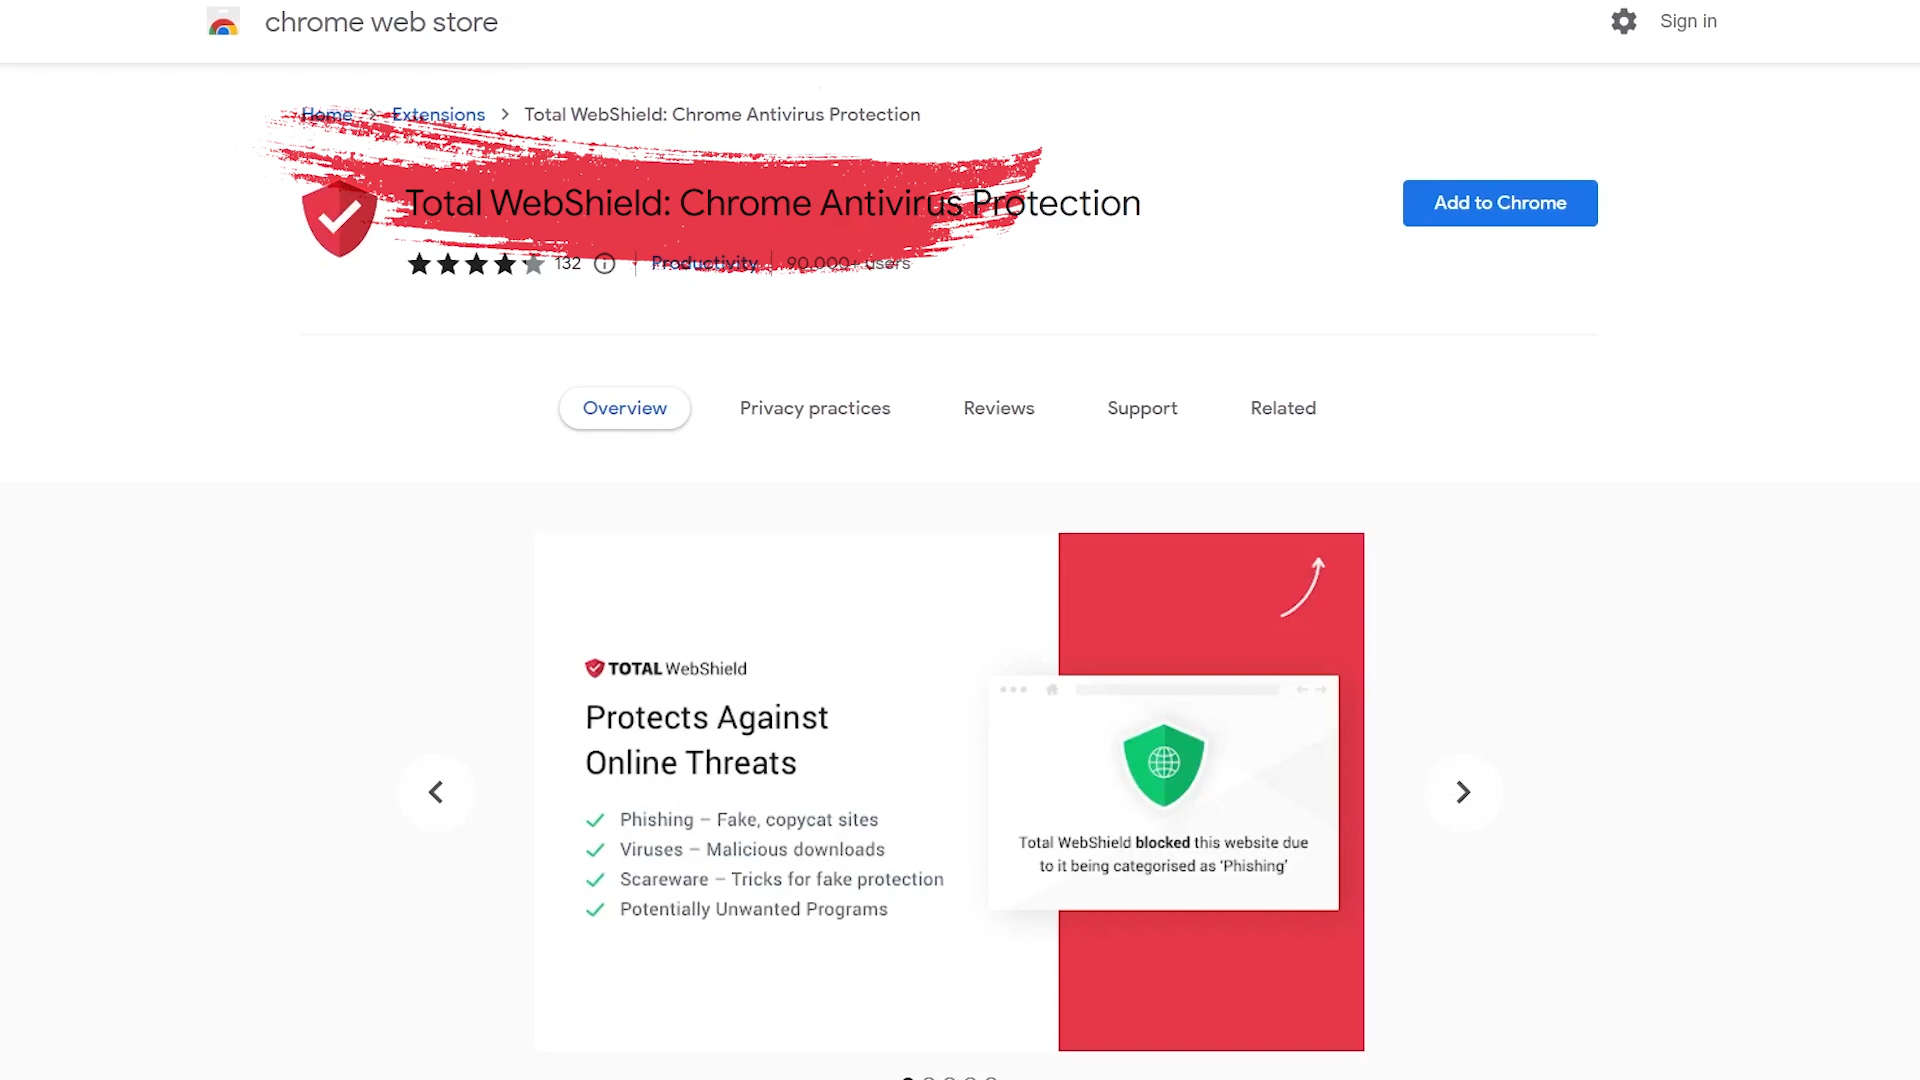 chrome web store
Sign in
Home > Extensions > Total WebShield: Chrome Antivirus Protection
Total WebShield: Chrome Antivirus Protection
Add to Chrome
132 Productivity 90,000+ users
Overview Privacy practices Reviews Support Related
TOTAL WebShield
Protects Against
Online Threats
Phishing – Fake, copycat sites
Viruses – Malicious downloads
Scareware – Tricks for fake protection
Potentially Unwanted Programs
Total WebShield blocked this website due
to it being categorised as ‘Phishing’